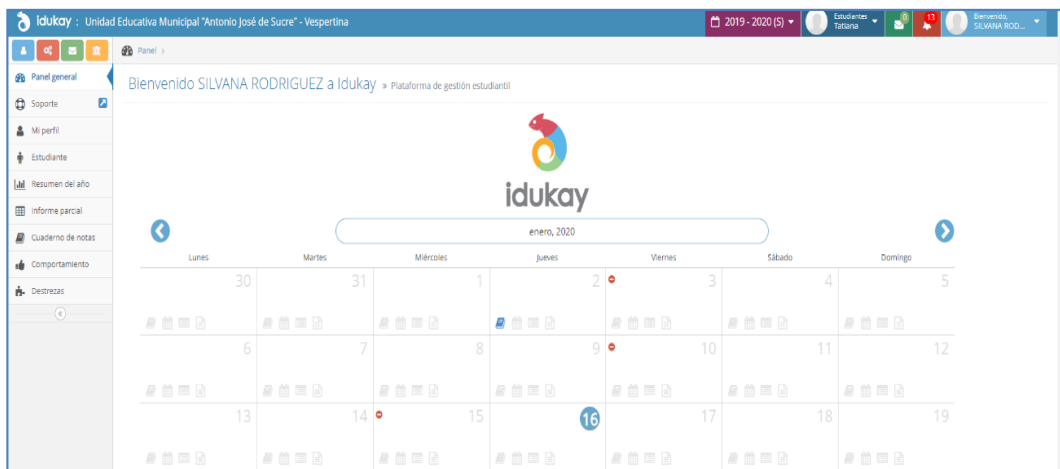 idukay : Unidad Educativa Municipal "Antonio José de Sucre" - Vespertina
2019 - 2020 (S)
Estudiantes
Tatiana
0
13
Bienvenido,
SILVANA ROD...
Panel >
Panel general
Soporte
Mi perfil
Estudiante
Resumen del año
Informe parcial
Cuaderno de notas
Comportamiento
Destrezas
Bienvenido SILVANA RODRIGUEZ a Idukay » Plataforma de gestión estudiantil
idukay
enero, 2020
Lunes Martes Miércoles Jueves Viernes Sábado Domingo
30 31 1 2 3 4 5
6 7 8 9 10 11 12
13 14 15 16 17 18 19